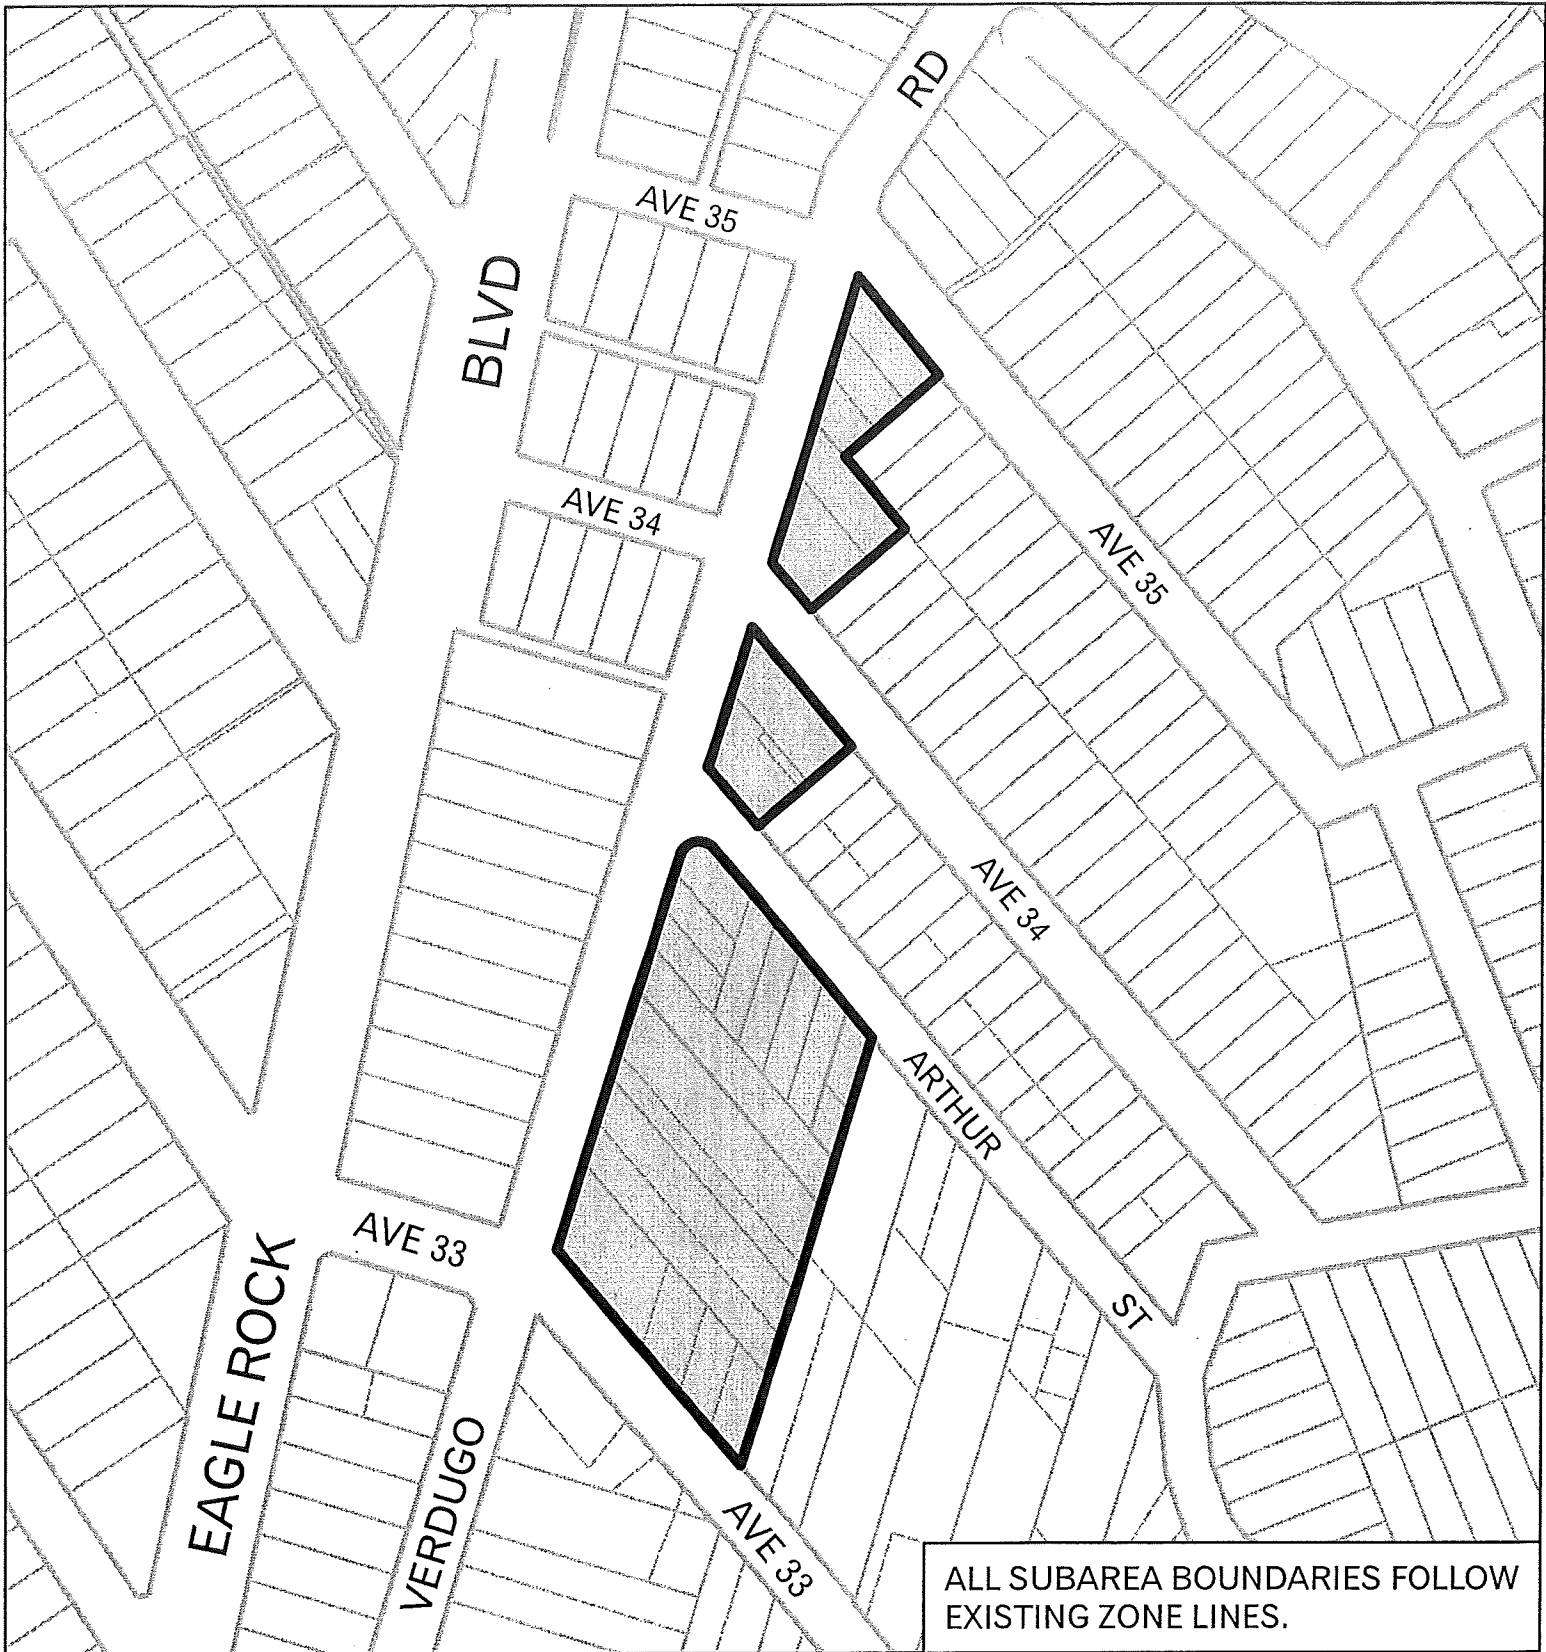 RD
AVE 35
BLVD
AVE 34
AVE 35
AVE 34
ARTHUR
ST
AVE 33
EAGLE ROCK
VERDUGO
AVE 33
ALL SUBAREA BOUNDARIES FOLLOW
EXISTING ZONE LINES.